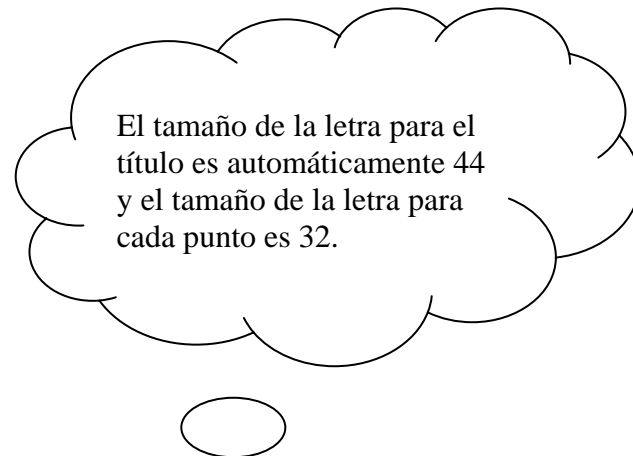 El tamaño de la letra para el
título es automáticamente 44
y el tamaño de la letra para
cada punto es 32.